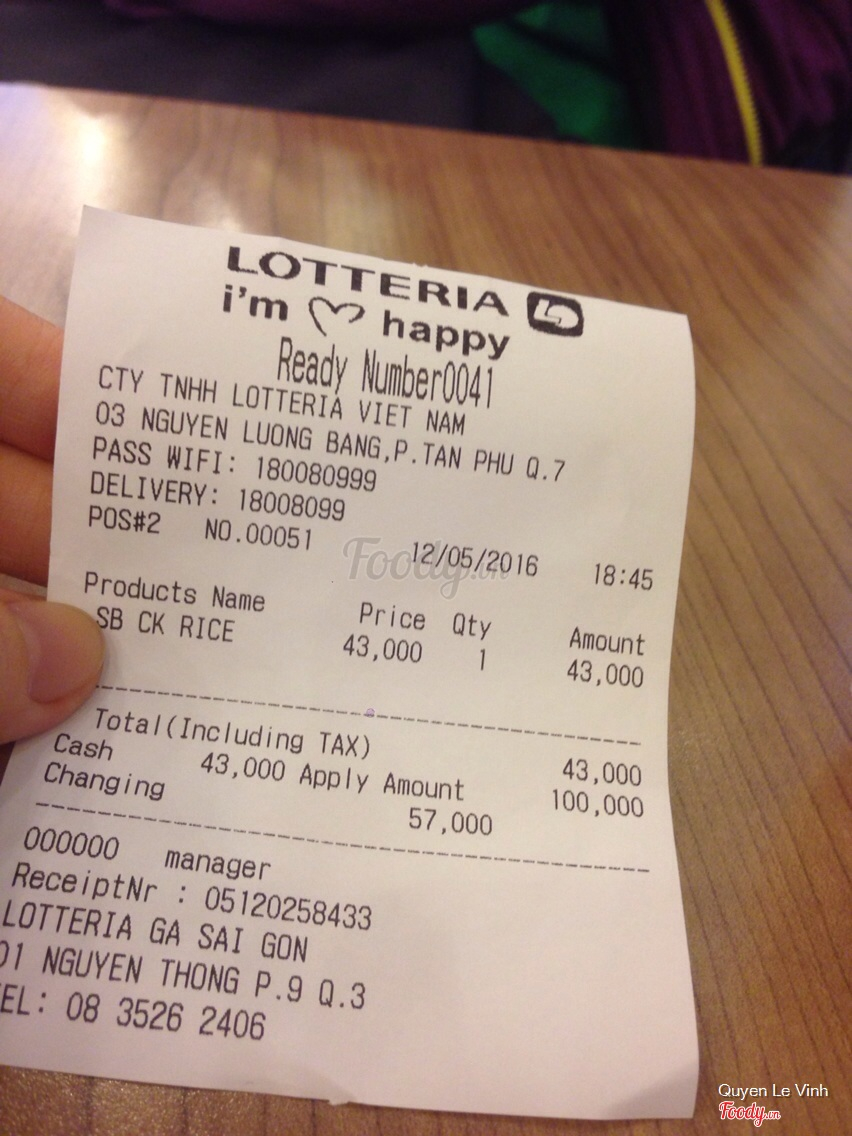 LOTTERIA
i'm happy
Ready Number0041
CTY TNHH LOTTERIA VIET NAM
03 NGUYEN LUONG BANG,P.TAN PHU Q.7
PASS WIFI: 180080999
DELIVERY: 18008099
POS#2 NO.00051 12/05/2016 18:45
Foody.vn
Products Name Price Qty Amount
SB CK RICE 43,000 1 43,000
Total(Including TAX) 43,000
Cash 43,000 Apply Amount 100,000
Changing 57,000
000000 manager
ReceiptNr : 05120258433
LOTTERIA GA SAI GON
01 NGUYEN THONG P.9 Q.3
EL: 08 3526 2406
Quyen Le Vinh
Foody.vn